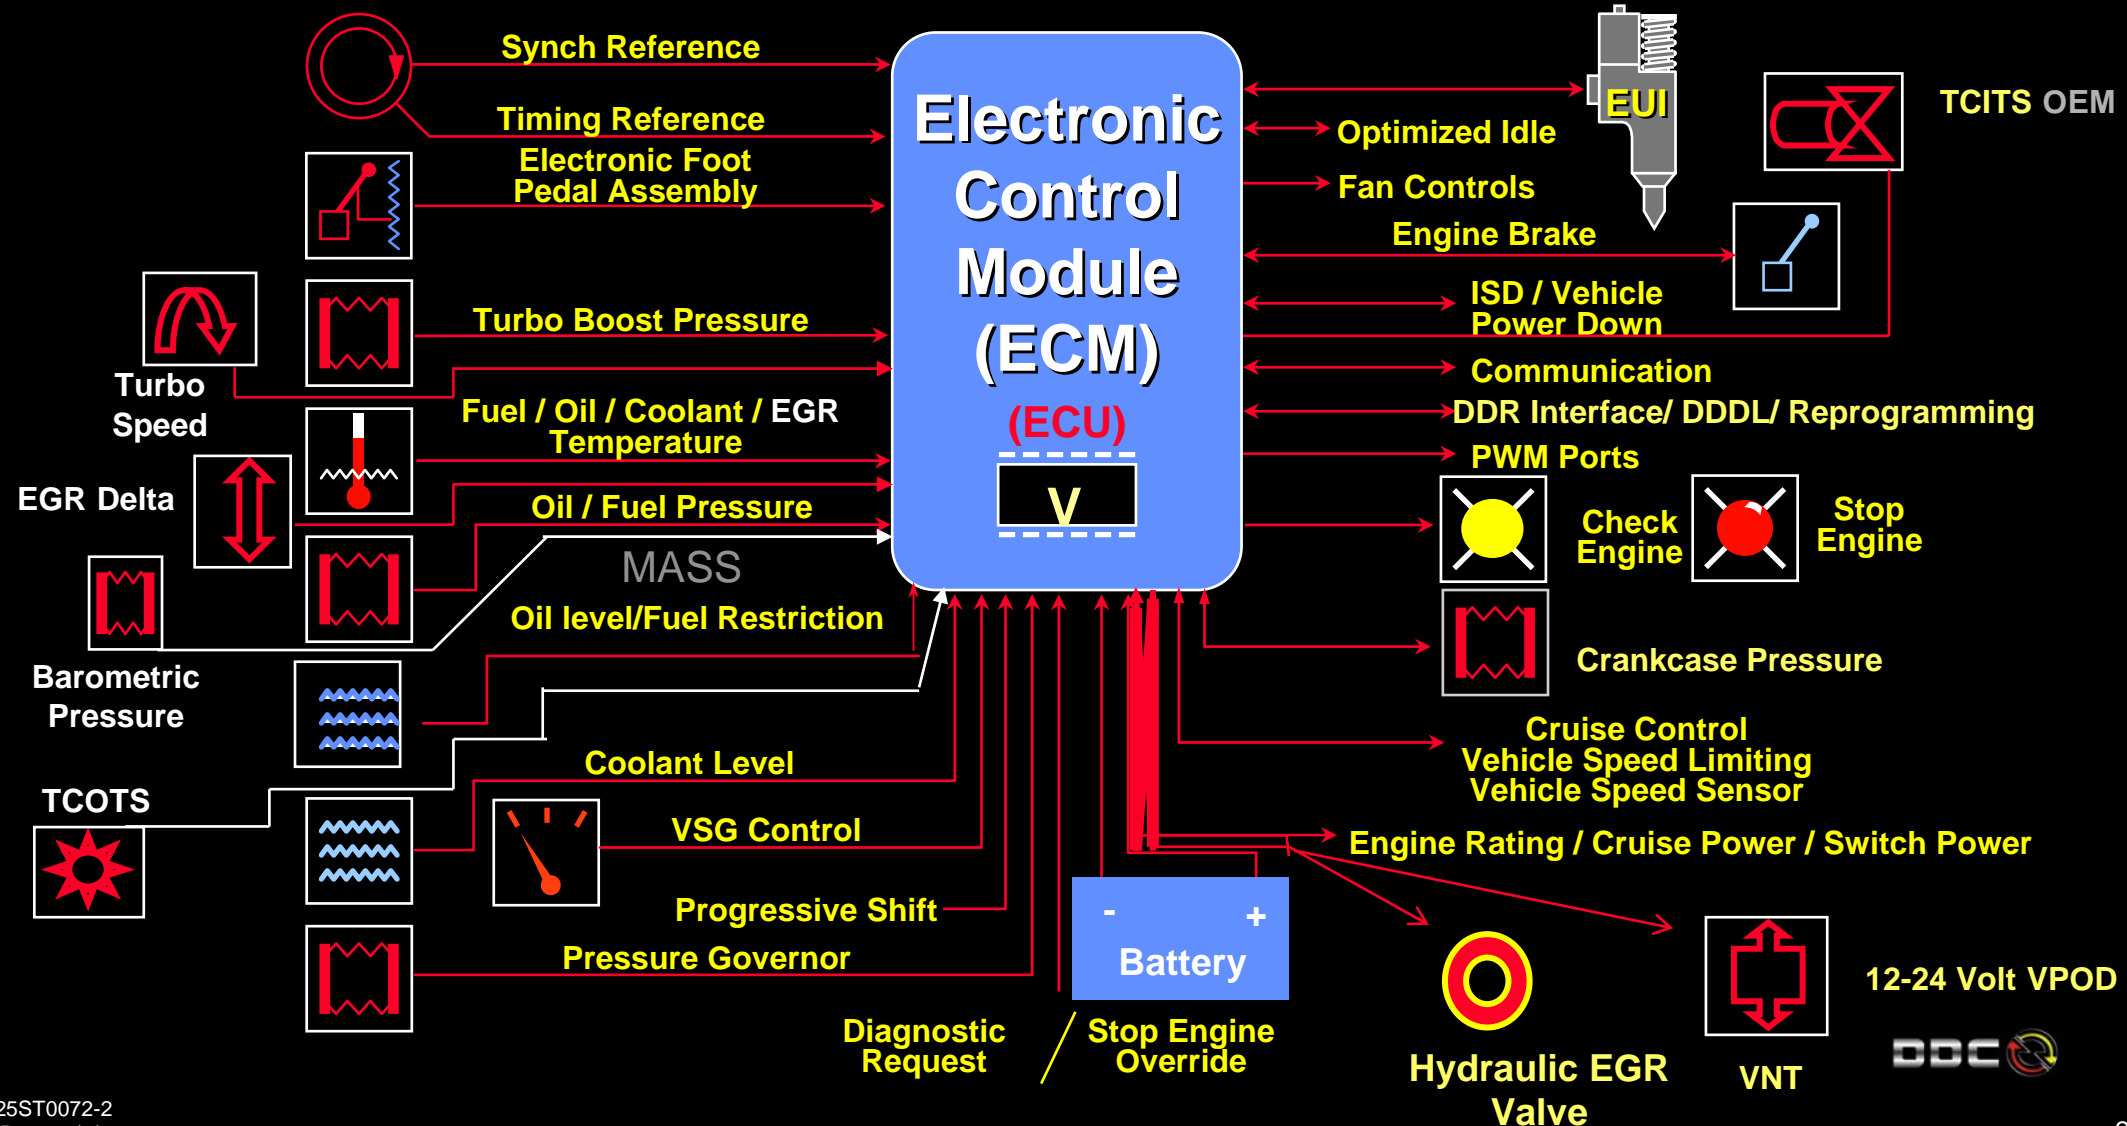 Synch Reference
Timing Reference
Electronic Foot
Pedal Assembly
Turbo Boost Pressure
Turbo
Speed
Fuel / Oil / Coolant / EGR
Temperature
EGR Delta
Oil / Fuel Pressure
MASS
Oil level/Fuel Restriction
Barometric
Pressure
Coolant Level
TCOTS
VSG Control
Progressive Shift
Pressure Governor
Diagnostic
Request
Stop Engine
Override
Electronic
Control
Module
(ECM)
(ECU)
V
- +
Battery
EUI
TCITS OEM
Optimized Idle
Fan Controls
Engine Brake
ISD / Vehicle
Power Down
Communication
DDR Interface/ DDDL/ Reprogramming
PWM Ports
Check
Engine
Stop
Engine
Crankcase Pressure
Cruise Control
Vehicle Speed Limiting
Vehicle Speed Sensor
Engine Rating / Cruise Power / Switch Power
12-24 Volt VPOD
Hydraulic EGR
Valve
VNT
DDC
25ST0072-2